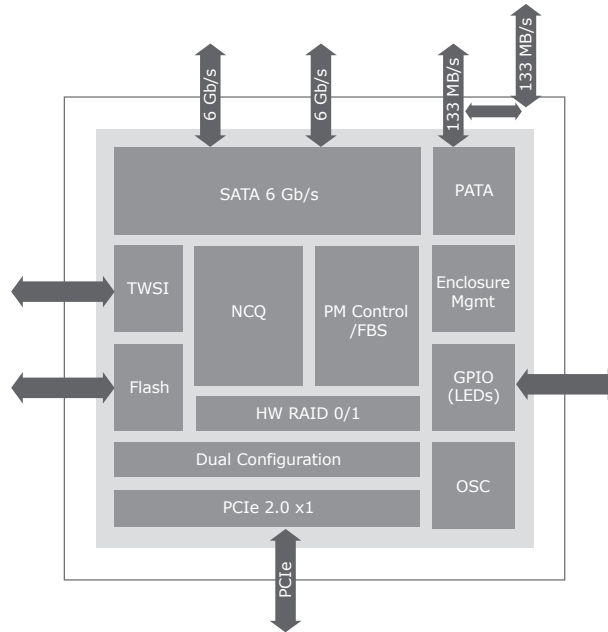 133 MB/s
6 Gb/s
6 Gb/s
133 MB/s
SATA 6 Gb/s
PATA
TWSI
NCQ
PM Control
/FBS
Enclosure
Mgmt
Flash
GPIO
(LEDs)
HW RAID 0/1
Dual Configuration
OSC
PCIe 2.0 x1
PCIe